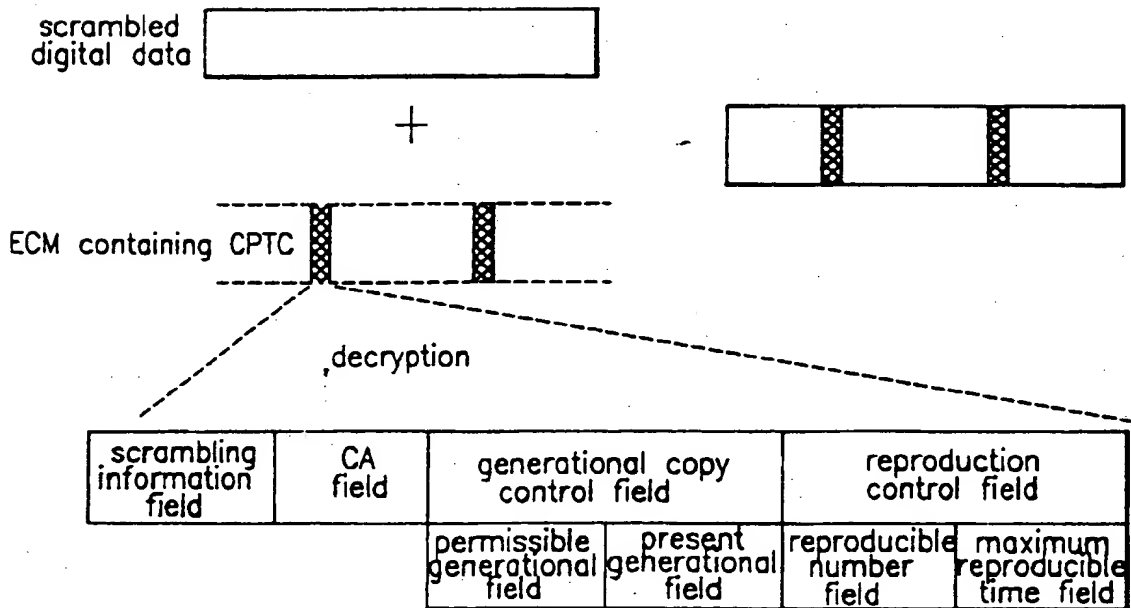 scrambled
digital data
+
ECM containing CPTC
decryption
scrambling
information
field
CA
field
generational copy
control field
reproduction
control field
permissible
generational
field
present
generational
field
reproducible
number
field
maximum
reproducible
time field